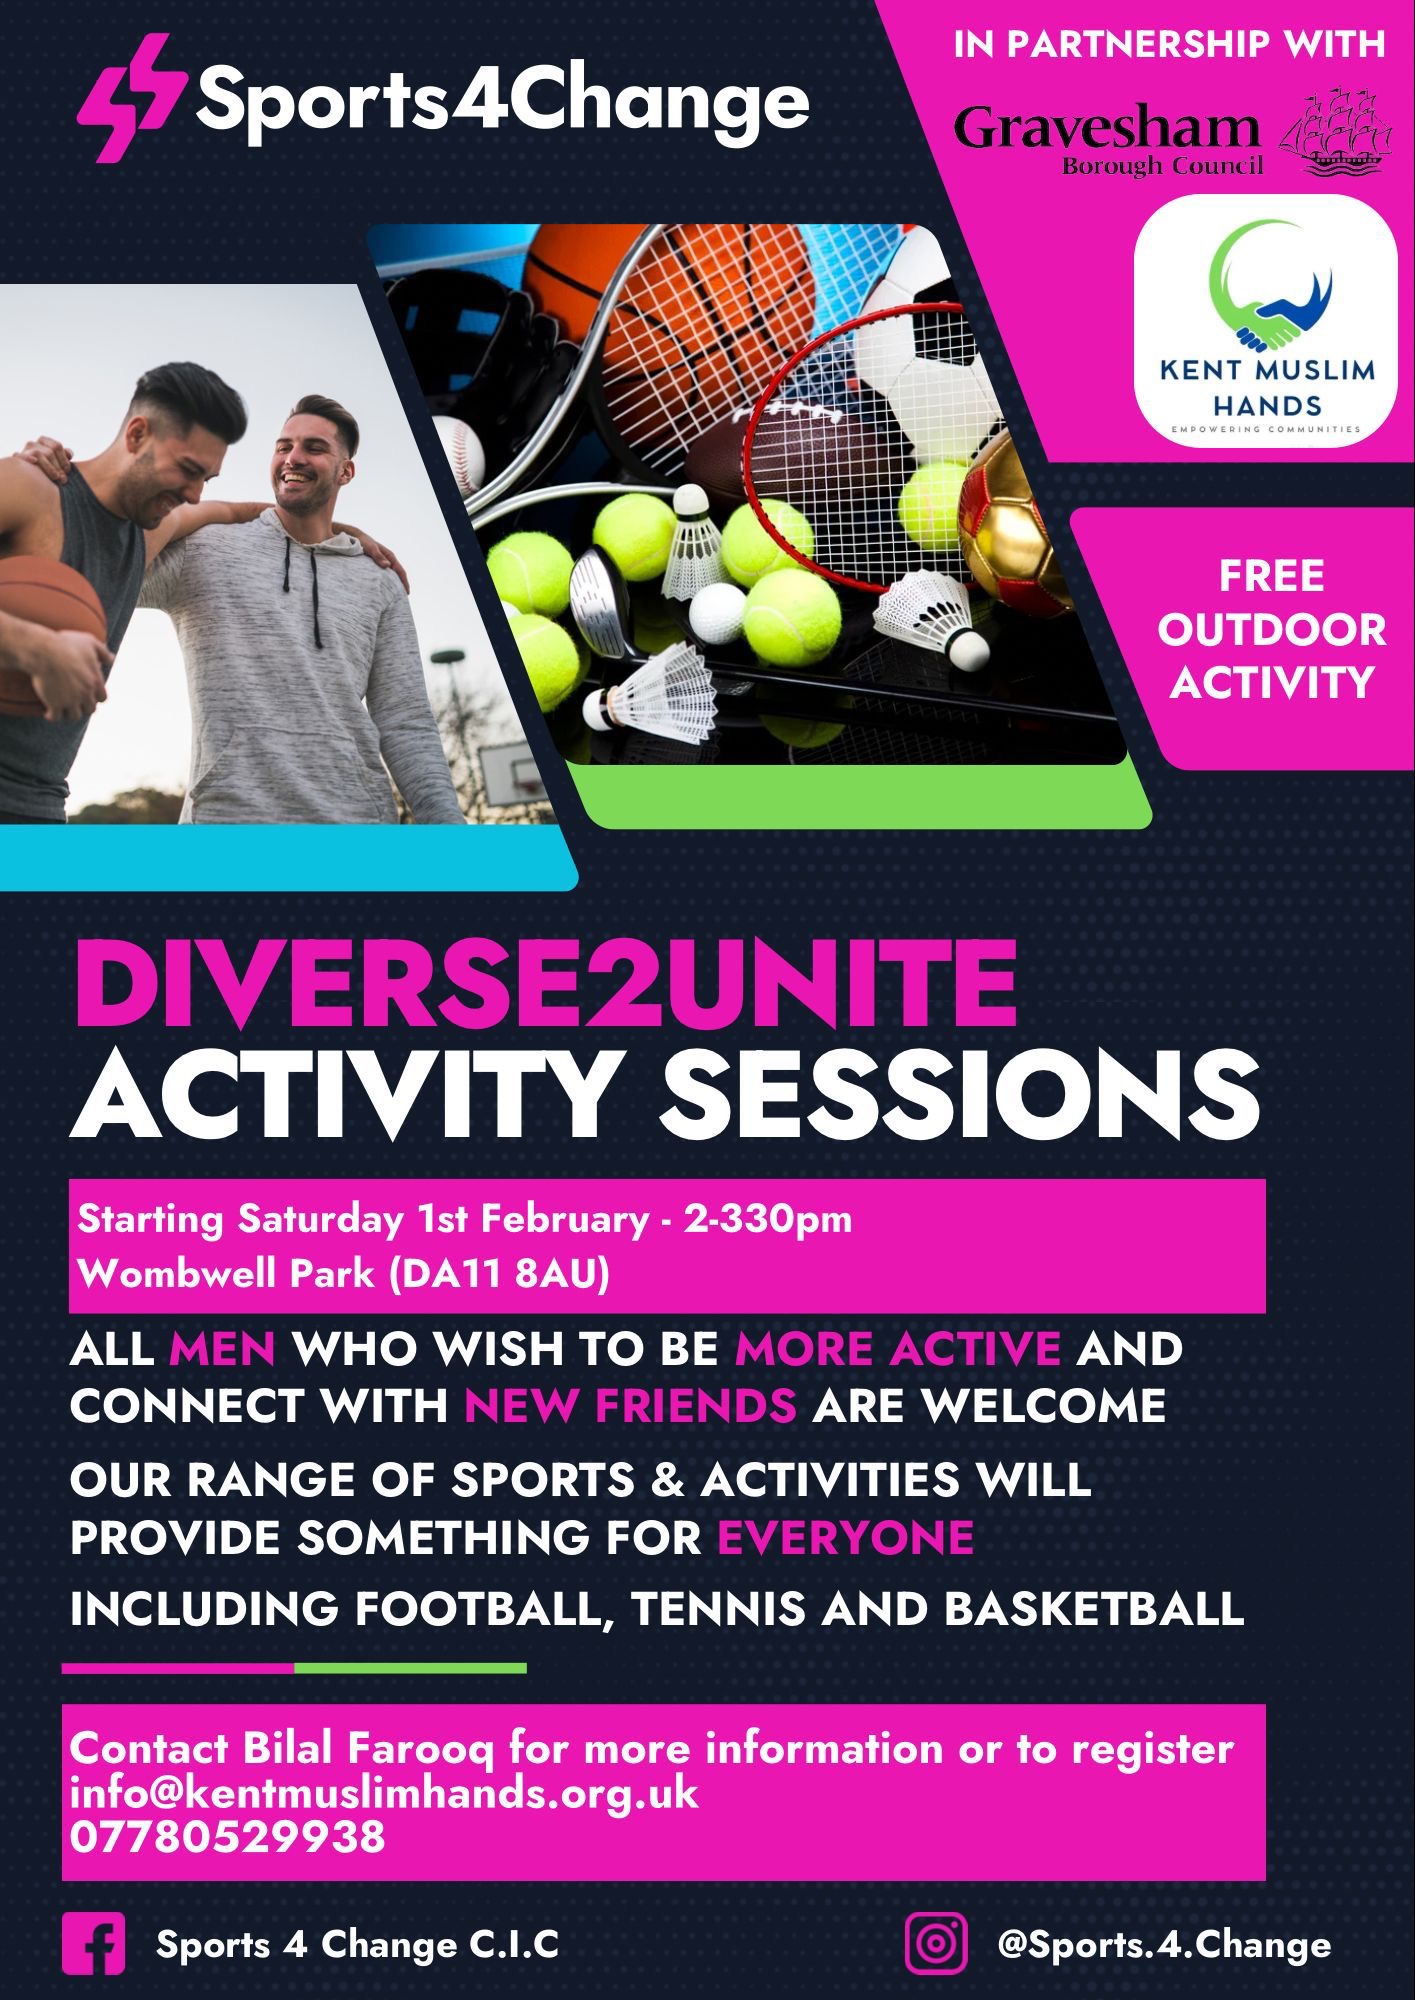 Sports4Change
IN PARTNERSHIP WITH
Gravesham
Borough Council
KENT MUSLIM
HANDS
EMPOWERING COMMUNITIES
FREE
OUTDOOR
ACTIVITY
DIVERSE2UNITE
ACTIVITY SESSIONS
Starting Saturday 1st February - 2-330pm
Wombwell Park (DA11 8AU)
ALL MEN WHO WISH TO BE MORE ACTIVE AND
CONNECT WITH NEW FRIENDS ARE WELCOME
OUR RANGE OF SPORTS & ACTIVITIES WILL
PROVIDE SOMETHING FOR EVERYONE
INCLUDING FOOTBALL, TENNIS AND BASKETBALL
Contact Bilal Farooq for more information or to register
info@kentmuslimhands.org.uk
07780529938
Sports 4 Change C.I.C
@Sports.4.Change